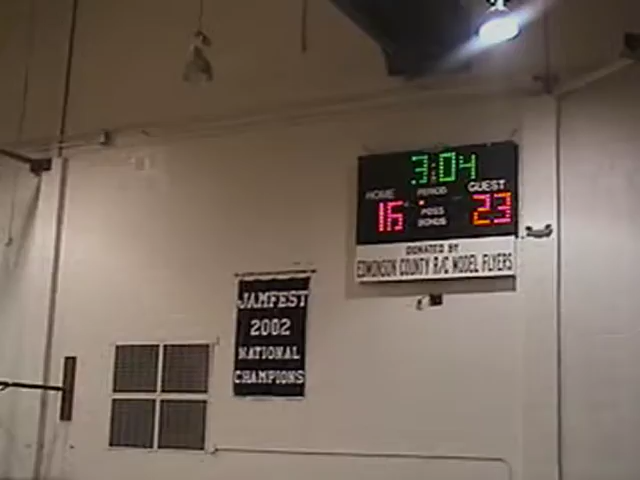 3:04
HOME PERIOD GUEST
16 POSS 23
BONUS
DONATED BY
EDMONSON COUNTY R/C MODEL FLYERS
JAMFEST
2002
NATIONAL
CHAMPIONS